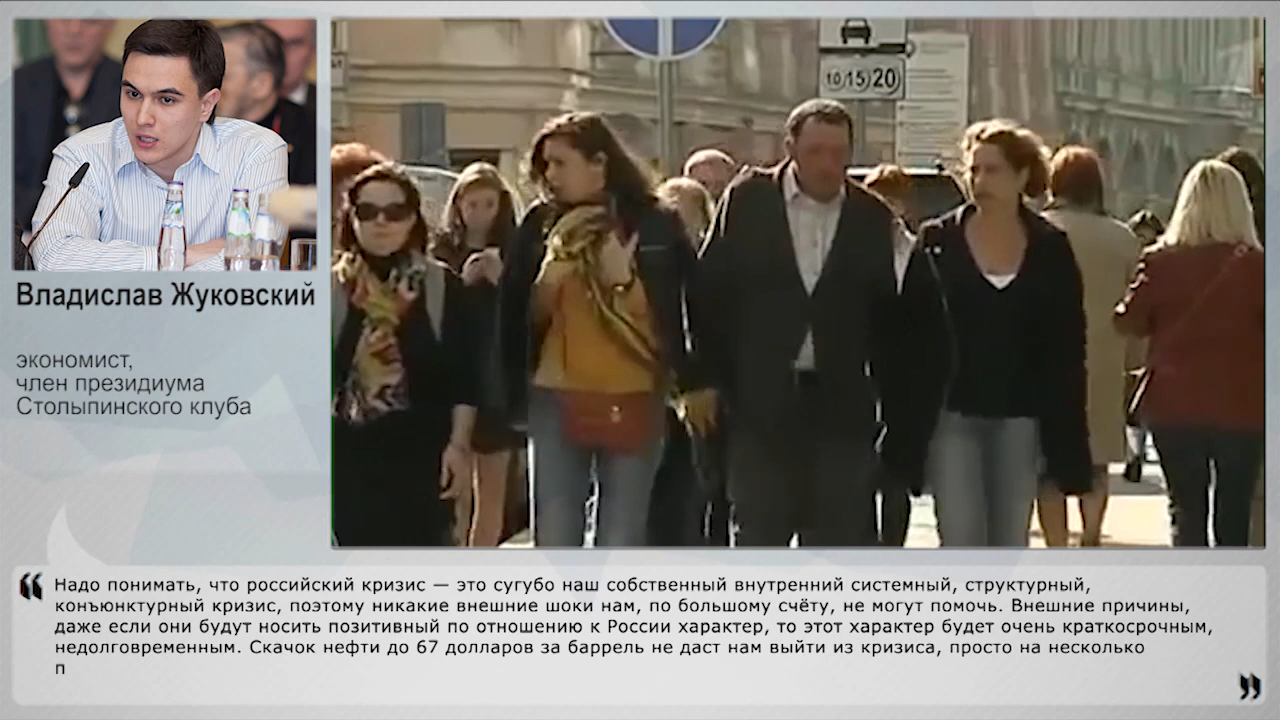 10 15 20
Владислав Жуковский
экономист,
член президиума
Столыпинского клуба
“ Надо понимать, что российский кризис — это сугубо наш собственный внутренний системный, структурный,
конъюнктурный кризис, поэтому никакие внешние шоки нам, по большому счёту, не могут помочь. Внешние причины,
даже если они будут носить позитивный по отношению к России характер, то этот характер будет очень краткосрочным,
недолговременным. Скачок нефти до 67 долларов за баррель не даст нам выйти из кризиса, просто на несколько
п
”